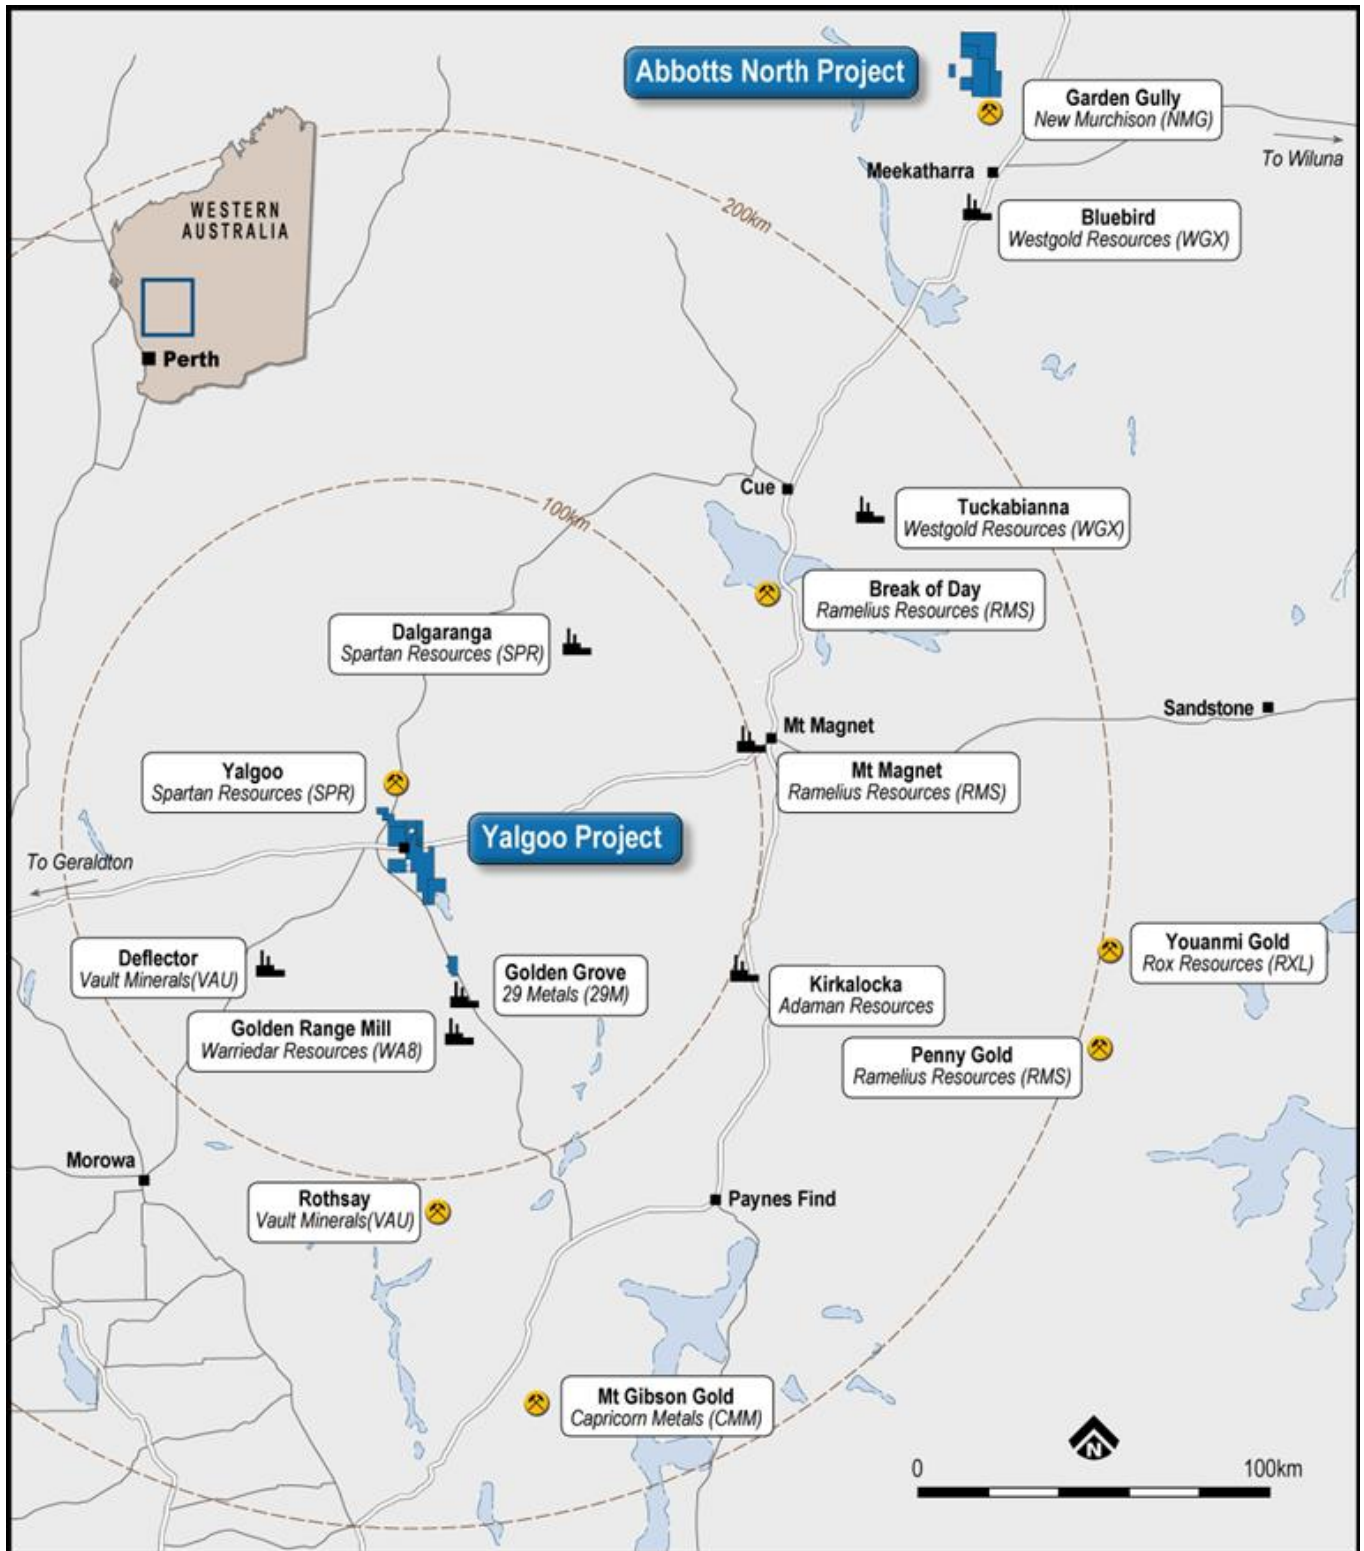 Abbotts North Project
Garden Gully
New Murchison (NMG)
To Wiluna
Meekatharra
WESTERN
AUSTRALIA
200km
Bluebird
Westgold Resources (WGX)
Perth
Cue
100km
Tuckabianna
Westgold Resources (WGX)
Break of Day
Ramelius Resources (RMS)
Dalgaranga
Spartan Resources (SPR)
Sandstone
Mt Magnet
Yalgoo
Spartan Resources (SPR)
Mt Magnet
Ramelius Resources (RMS)
Yalgoo Project
To Geraldton
Deflector
Vault Minerals(VAU)
Golden Grove
29 Metals (29M)
Youanmi Gold
Rox Resources (RXL)
Kirkalocka
Adaman Resources
Golden Range Mill
Warriedar Resources (WA8)
Penny Gold
Ramelius Resources (RMS)
Morowa
Rothsay
Vault Minerals(VAU)
Paynes Find
Mt Gibson Gold
Capricorn Metals (CMM)
N
0 100km